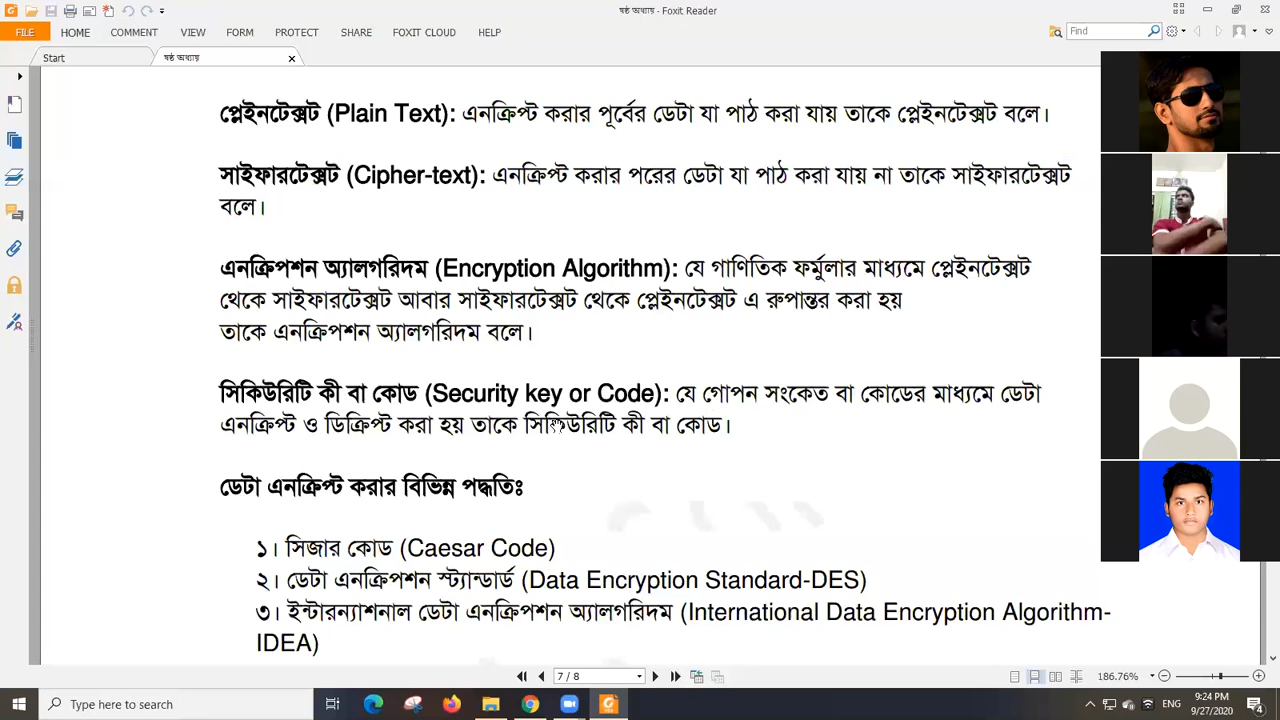 ষষ্ঠ অধ্যায় - Foxit Reader
FILE HOME COMMENT VIEW FORM PROTECT SHARE FOXIT CLOUD HELP
Find
Start ষষ্ঠ অধ্যায়
প্লেইনটেক্সট (Plain Text): এনক্রিপ্ট করার পূর্বের ডেটা যা পাঠ করা যায় তাকে প্লেইনটেক্সট বলে।
সাইফারটেক্সট (Cipher-text): এনক্রিপ্ট করার পরের ডেটা যা পাঠ করা যায় না তাকে সাইফারটেক্সট
বলে।
এনক্রিপশন অ্যালগরিদম (Encryption Algorithm): যে গাণিতিক ফর্মুলার মাধ্যমে প্লেইনটেক্সট
থেকে সাইফারটেক্সট আবার সাইফারটেক্সট থেকে প্লেইনটেক্সট এ রুপান্তর করা হয়
তাকে এনক্রিপশন অ্যালগরিদম বলে।
সিকিউরিটি কী বা কোড (Security key or Code): যে গোপন সংকেত বা কোডের মাধ্যমে ডেটা
এনক্রিপ্ট ও ডিক্রিপ্ট করা হয় তাকে সিকিউরিটি কী বা কোড।
ডেটা এনক্রিপ্ট করার বিভিন্ন পদ্ধতিঃ
১। সিজার কোড (Caesar Code)
২। ডেটা এনক্রিপশন স্ট্যান্ডার্ড (Data Encryption Standard-DES)
৩। ইন্টারন্যাশনাল ডেটা এনক্রিপশন অ্যালগরিদম (International Data Encryption Algorithm-
IDEA)
7 / 8
186.76%
Type here to search
ENG
9:24 PM
9/27/2020
4